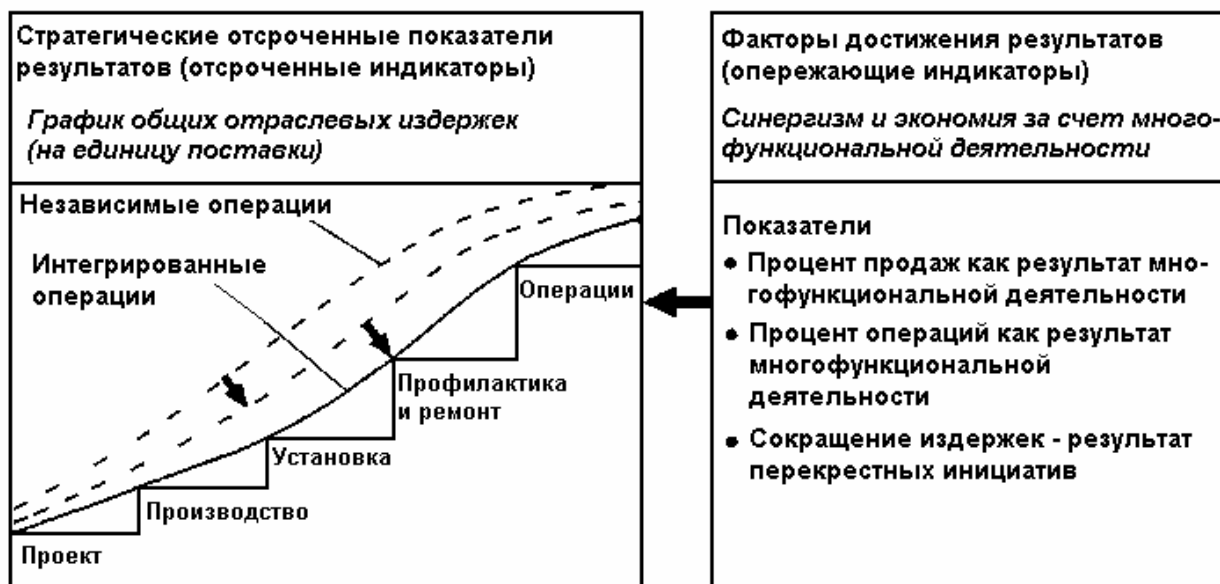 Стратегические отсроченные показатели
результатов (отсроченные индикаторы)
График общих отраслевых издержек
(на единицу поставки)
Независимые операции
Интегрированные
операции
Операции
Профилактика
и ремонт
Установка
Производство
Проект
Факторы достижения результатов
(опережающие индикаторы)
Синергизм и экономия за счет много-
функциональной деятельности
Показатели
• Процент продаж как результат мно-
гофункциональной деятельности
• Процент операций как результат
многофункциональной
деятельности
• Сокращение издержек - результат
перекрестных инициатив